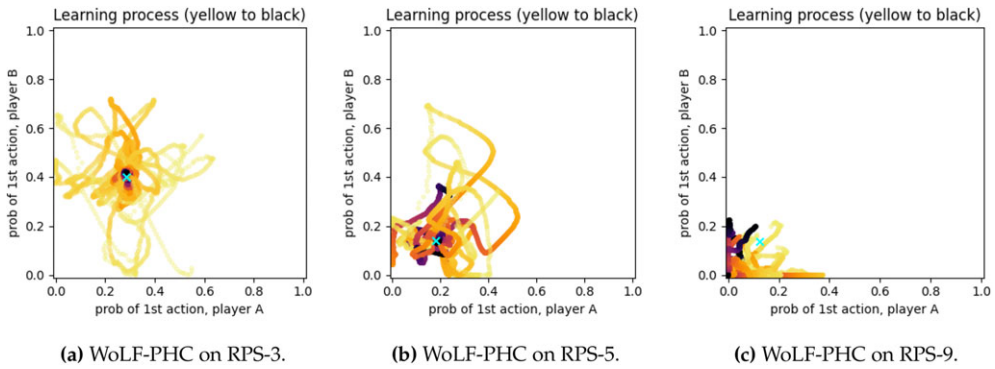 Learning process (yellow to black)
1.0
0.8
0.6
0.4
0.2
0.0
prob of 1st action, player B
0.0 0.2 0.4 0.6 0.8 1.0
prob of 1st action, player A
(a) WoLF-PHC on RPS-3.
Learning process (yellow to black)
1.0
0.8
0.6
0.4
0.2
0.0
prob of 1st action, player B
0.0 0.2 0.4 0.6 0.8 1.0
prob of 1st action, player A
(b) WoLF-PHC on RPS-5.
Learning process (yellow to black)
1.0
0.8
0.6
0.4
0.2
0.0
prob of 1st action, player B
0.0 0.2 0.4 0.6 0.8 1.0
prob of 1st action, player A
(c) WoLF-PHC on RPS-9.